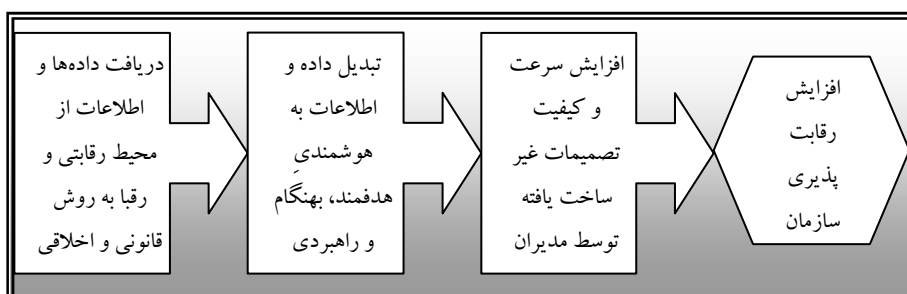 دریافت داده‌ها و
اطلاعات از
محیط رقابتی و
رقبا به روش
قانونی و اخلاقی
تبدیل داده و
اطلاعات به
هوشمندیِ
هدفمند، بهنگام
و راهبردی
افزایش سرعت
و کیفیت
تصمیمات غیر
ساخت یافته
توسط مدیران
افزایش
رقابت
پذیری
سازمان